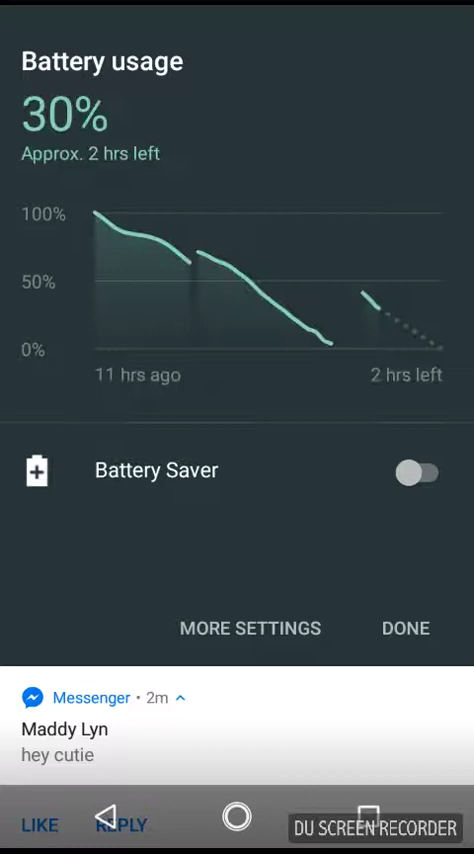 Battery usage
30%
Approx. 2 hrs left
100%
50%
0%
11 hrs ago 2 hrs left
Battery Saver
MORE SETTINGS DONE
Messenger • 2m
Maddy Lyn
hey cutie
LIKE REPLY
DU SCREEN RECORDER